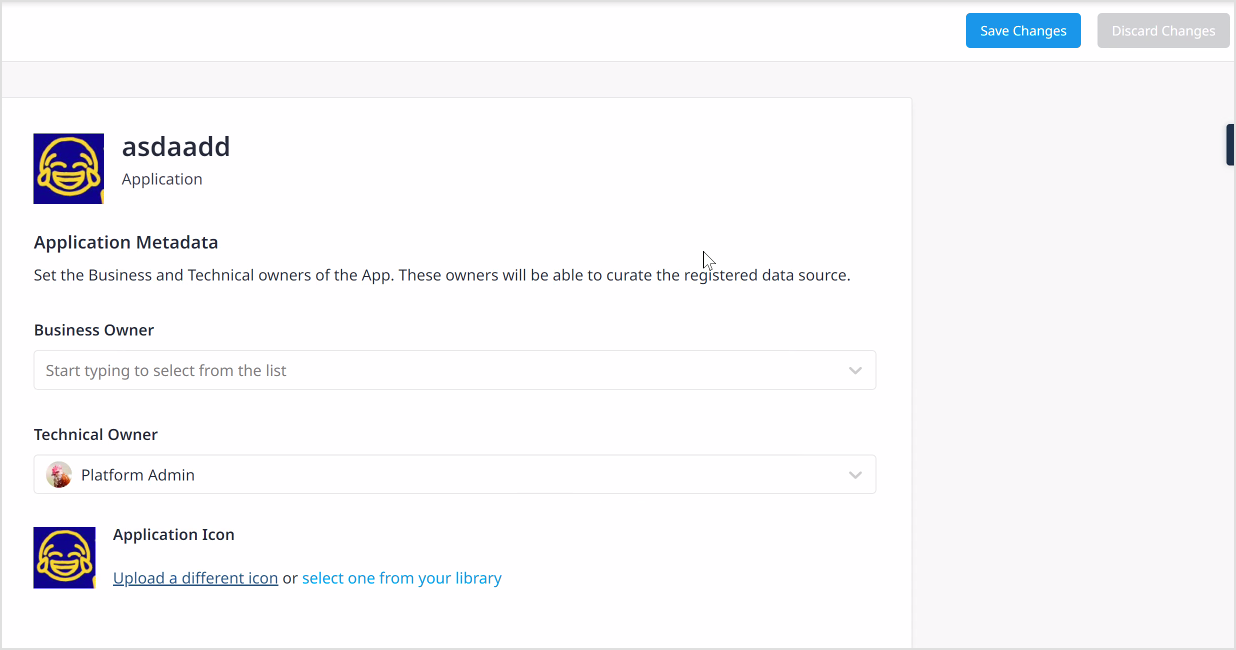 Save Changes
Discard Changes
asdaadd
Application
Application Metadata
Set the Business and Technical owners of the App. These owners will be able to curate the registered data source.
Business Owner
Start typing to select from the list
Technical Owner
Platform Admin
Application Icon
Upload a different icon or select one from your library